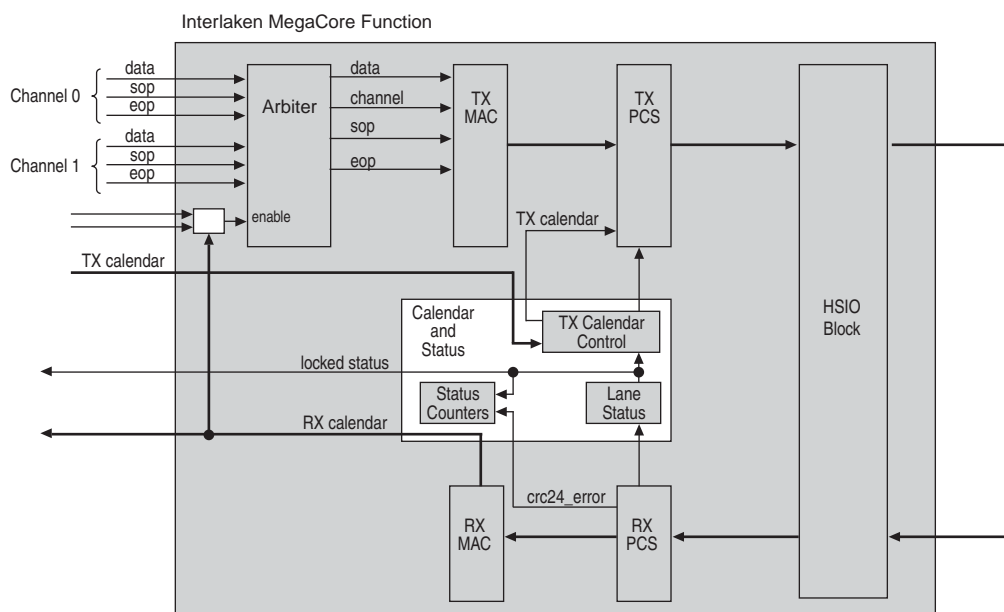 Interlaken MegaCore Function
Channel 0
data
sop
eop
Channel 1
data
sop
eop
Arbiter
enable
data
channel
sop
eop
TX
MAC
TX
PCS
HSIO
Block
TX calendar
TX calendar
Calendar
and
Status
TX Calendar
Control
locked status
Status
Counters
Lane
Status
RX calendar
crc24_error
RX
MAC
RX
PCS